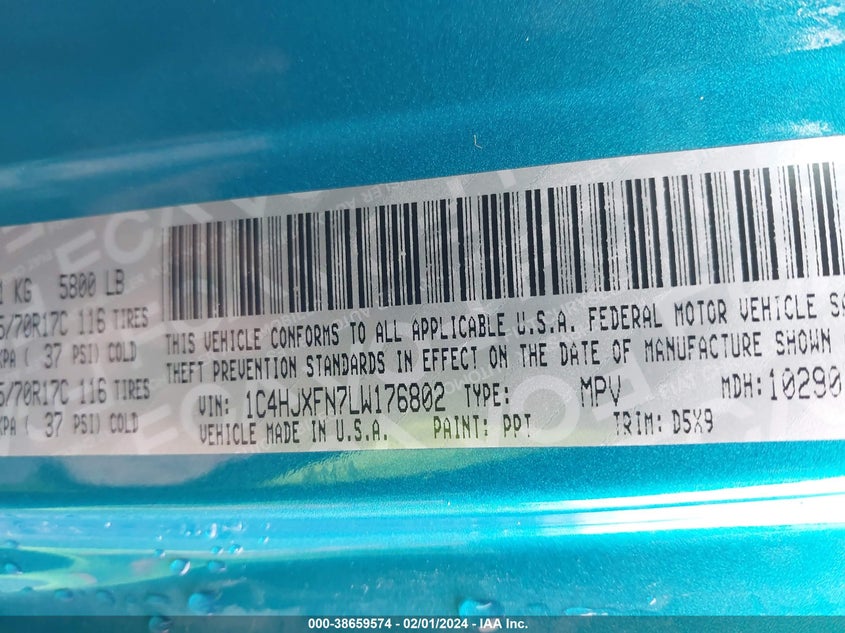 1 KG 5800 LB
5/70R17C 116 TIRES
KPA ( 37 PSI) COLD
5/70R17C 116 TIRES
KPA ( 37 PSI) COLD
THIS VEHICLE CONFORMS TO ALL APPLICABLE U.S.A. FEDERAL MOTOR VEHICLE SA
THEFT PREVENTION STANDARDS IN EFFECT ON THE DATE OF MANUFACTURE SHOWN
VIN: 1C4HJXFN7LW176802 TYPE: MPV MDH: 10290
VEHICLE MADE IN U.S.A. PAINT: PPT TRIM: D5X9
000-38659574 - 02/01/2024 - IAA Inc.